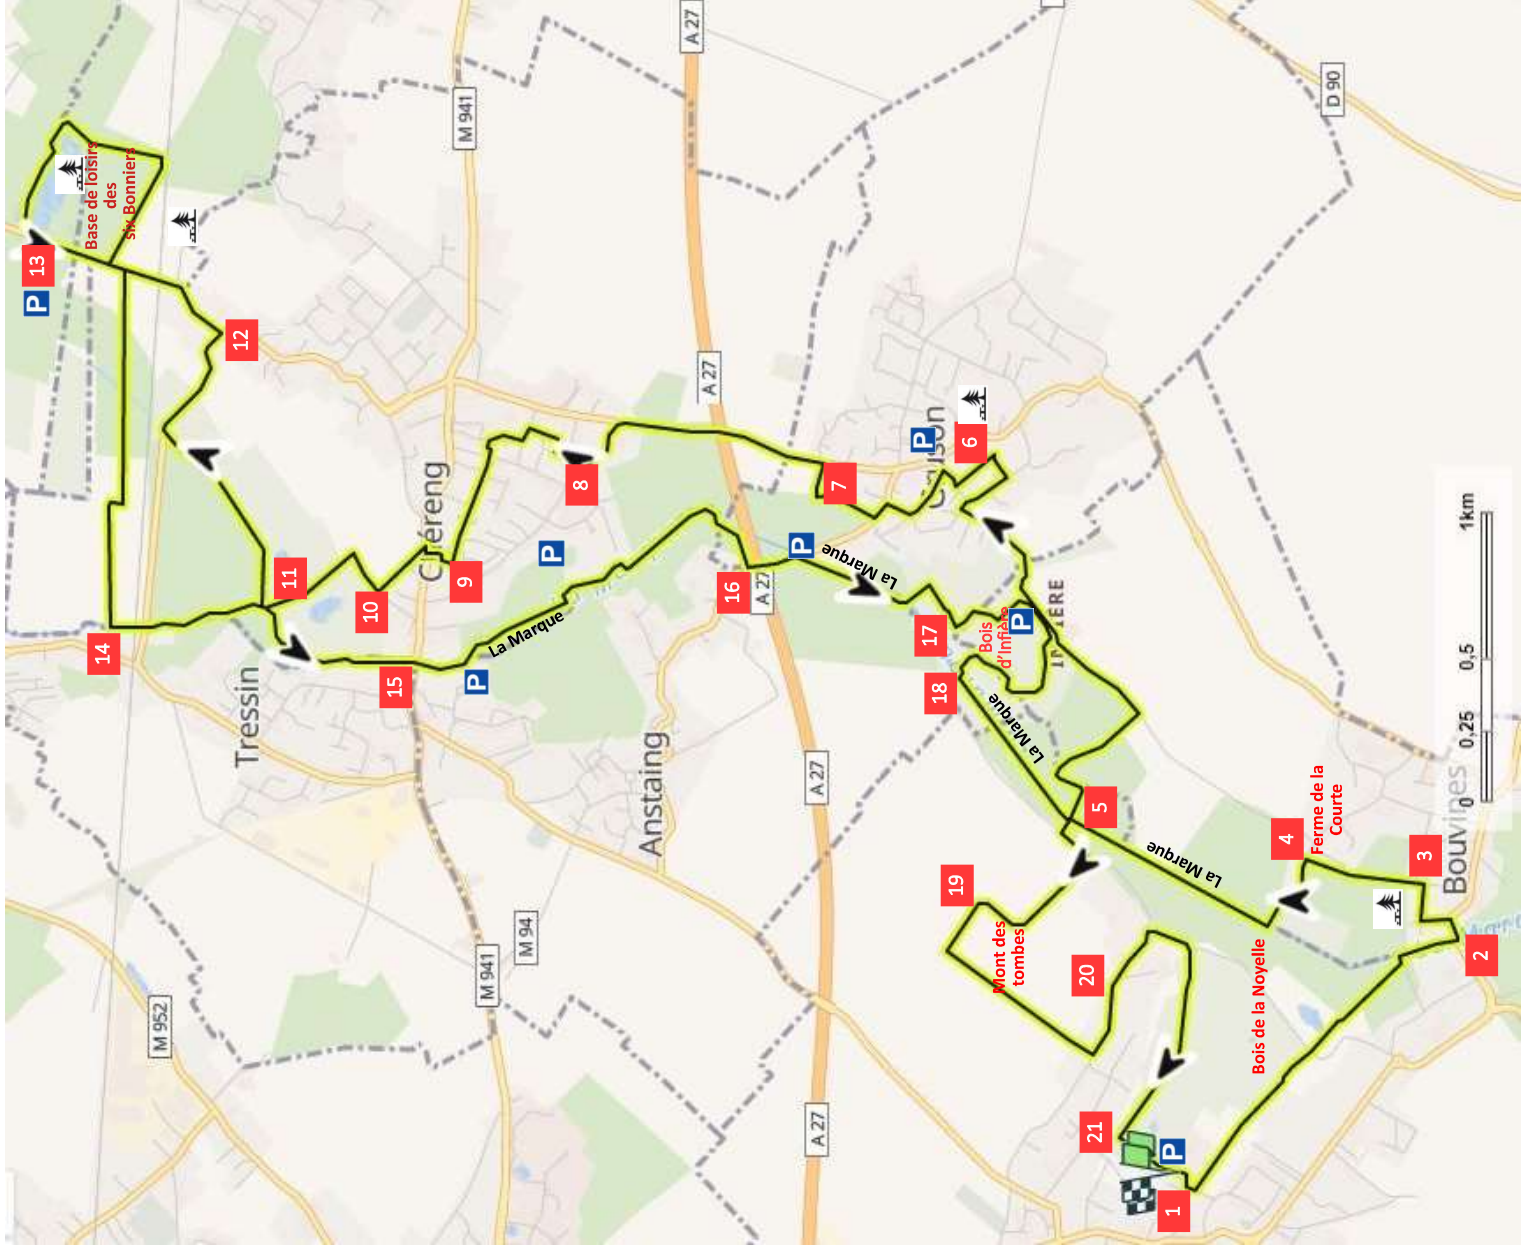 P
13
Base de loisirs
des
six Bonniers
14
M 952
12
Tressin
11
10
15
Chéreng
9
M 941
P
M 941
M 94
La Marque
P
8
Anstaing
A 27
A 27
16
A 27
P
A 27
A 27
7
La Marque
P
17
18
19
6
Bois
d'Infière
Mont des
tombes
La Marque
P
20
21
5
P
1
La Marque
Bois de la Noyelle
4
Ferme de la
Courte
D 90
3
Bouvines
0 0,25 0,5 1km
2